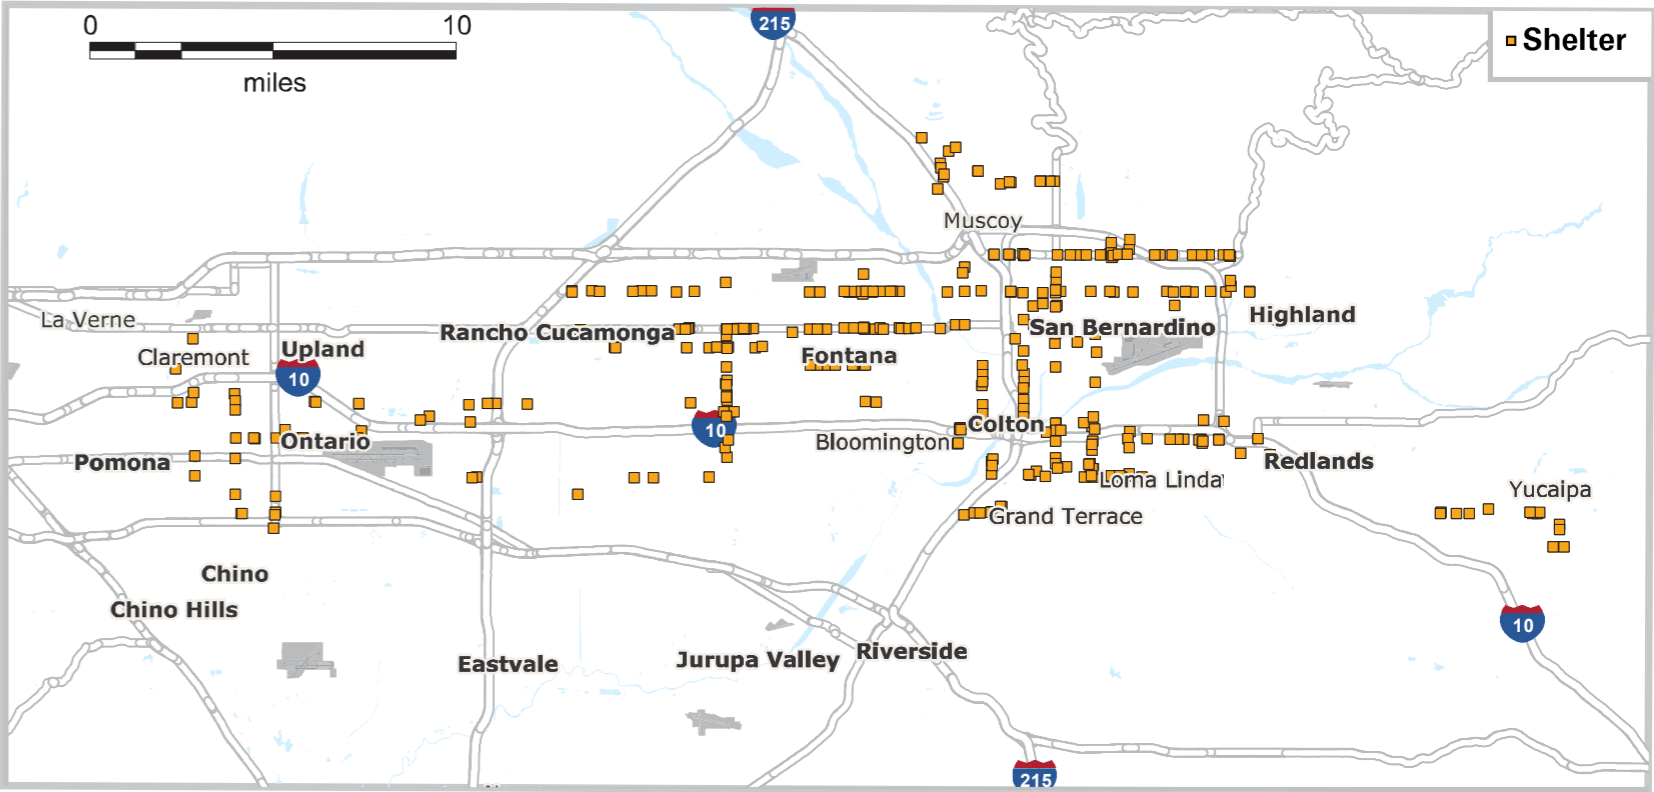 0 10
miles
215
Shelter
Muscoy
La Verne
Highland
San Bernardino
Rancho Cucamonga
Upland
Claremont
Fontana
10
10
Colton
Ontario
Bloomington
Pomona
Redlands
Loma Linda
Yucaipa
Grand Terrace
Chino
Chino Hills
10
Riverside
Jurupa Valley
Eastvale
215